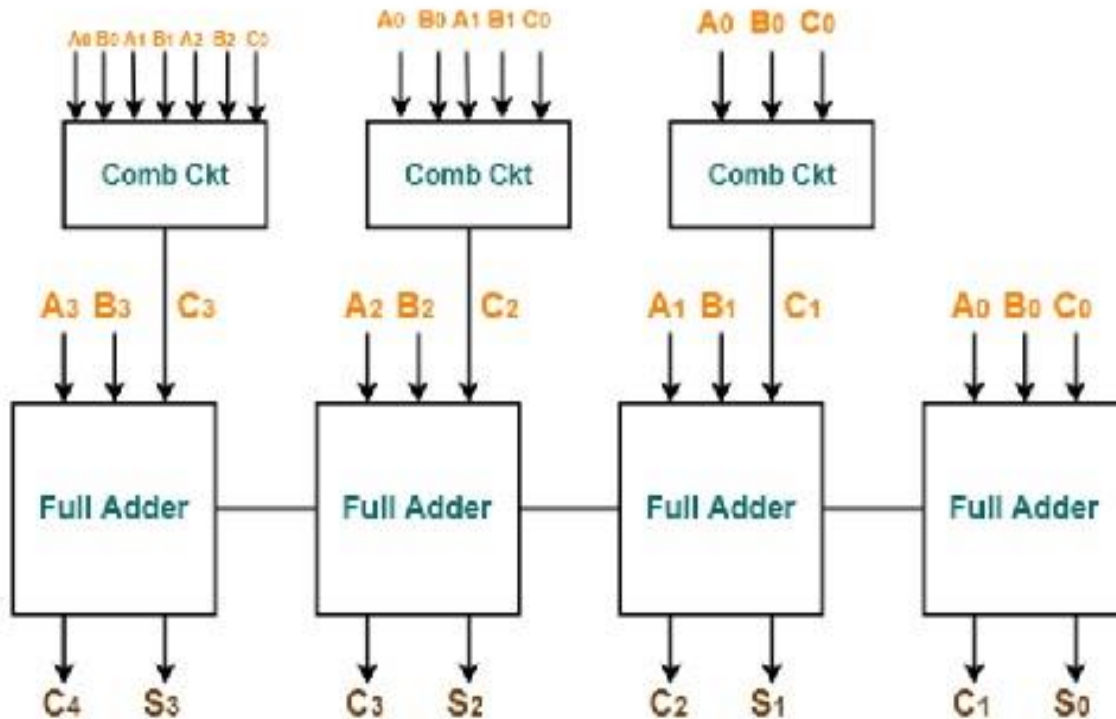 A0 B0 A1 B1 A2 B2 C0
A0 B0 A1 B1 C0
A0 B0 C0
Comb Ckt
Comb Ckt
Comb Ckt
A3 B3 C3
A2 B2 C2
A1 B1 C1
A0 B0 C0
Full Adder
Full Adder
Full Adder
Full Adder
C4 S3
C3 S2
C2 S1
C1 S0